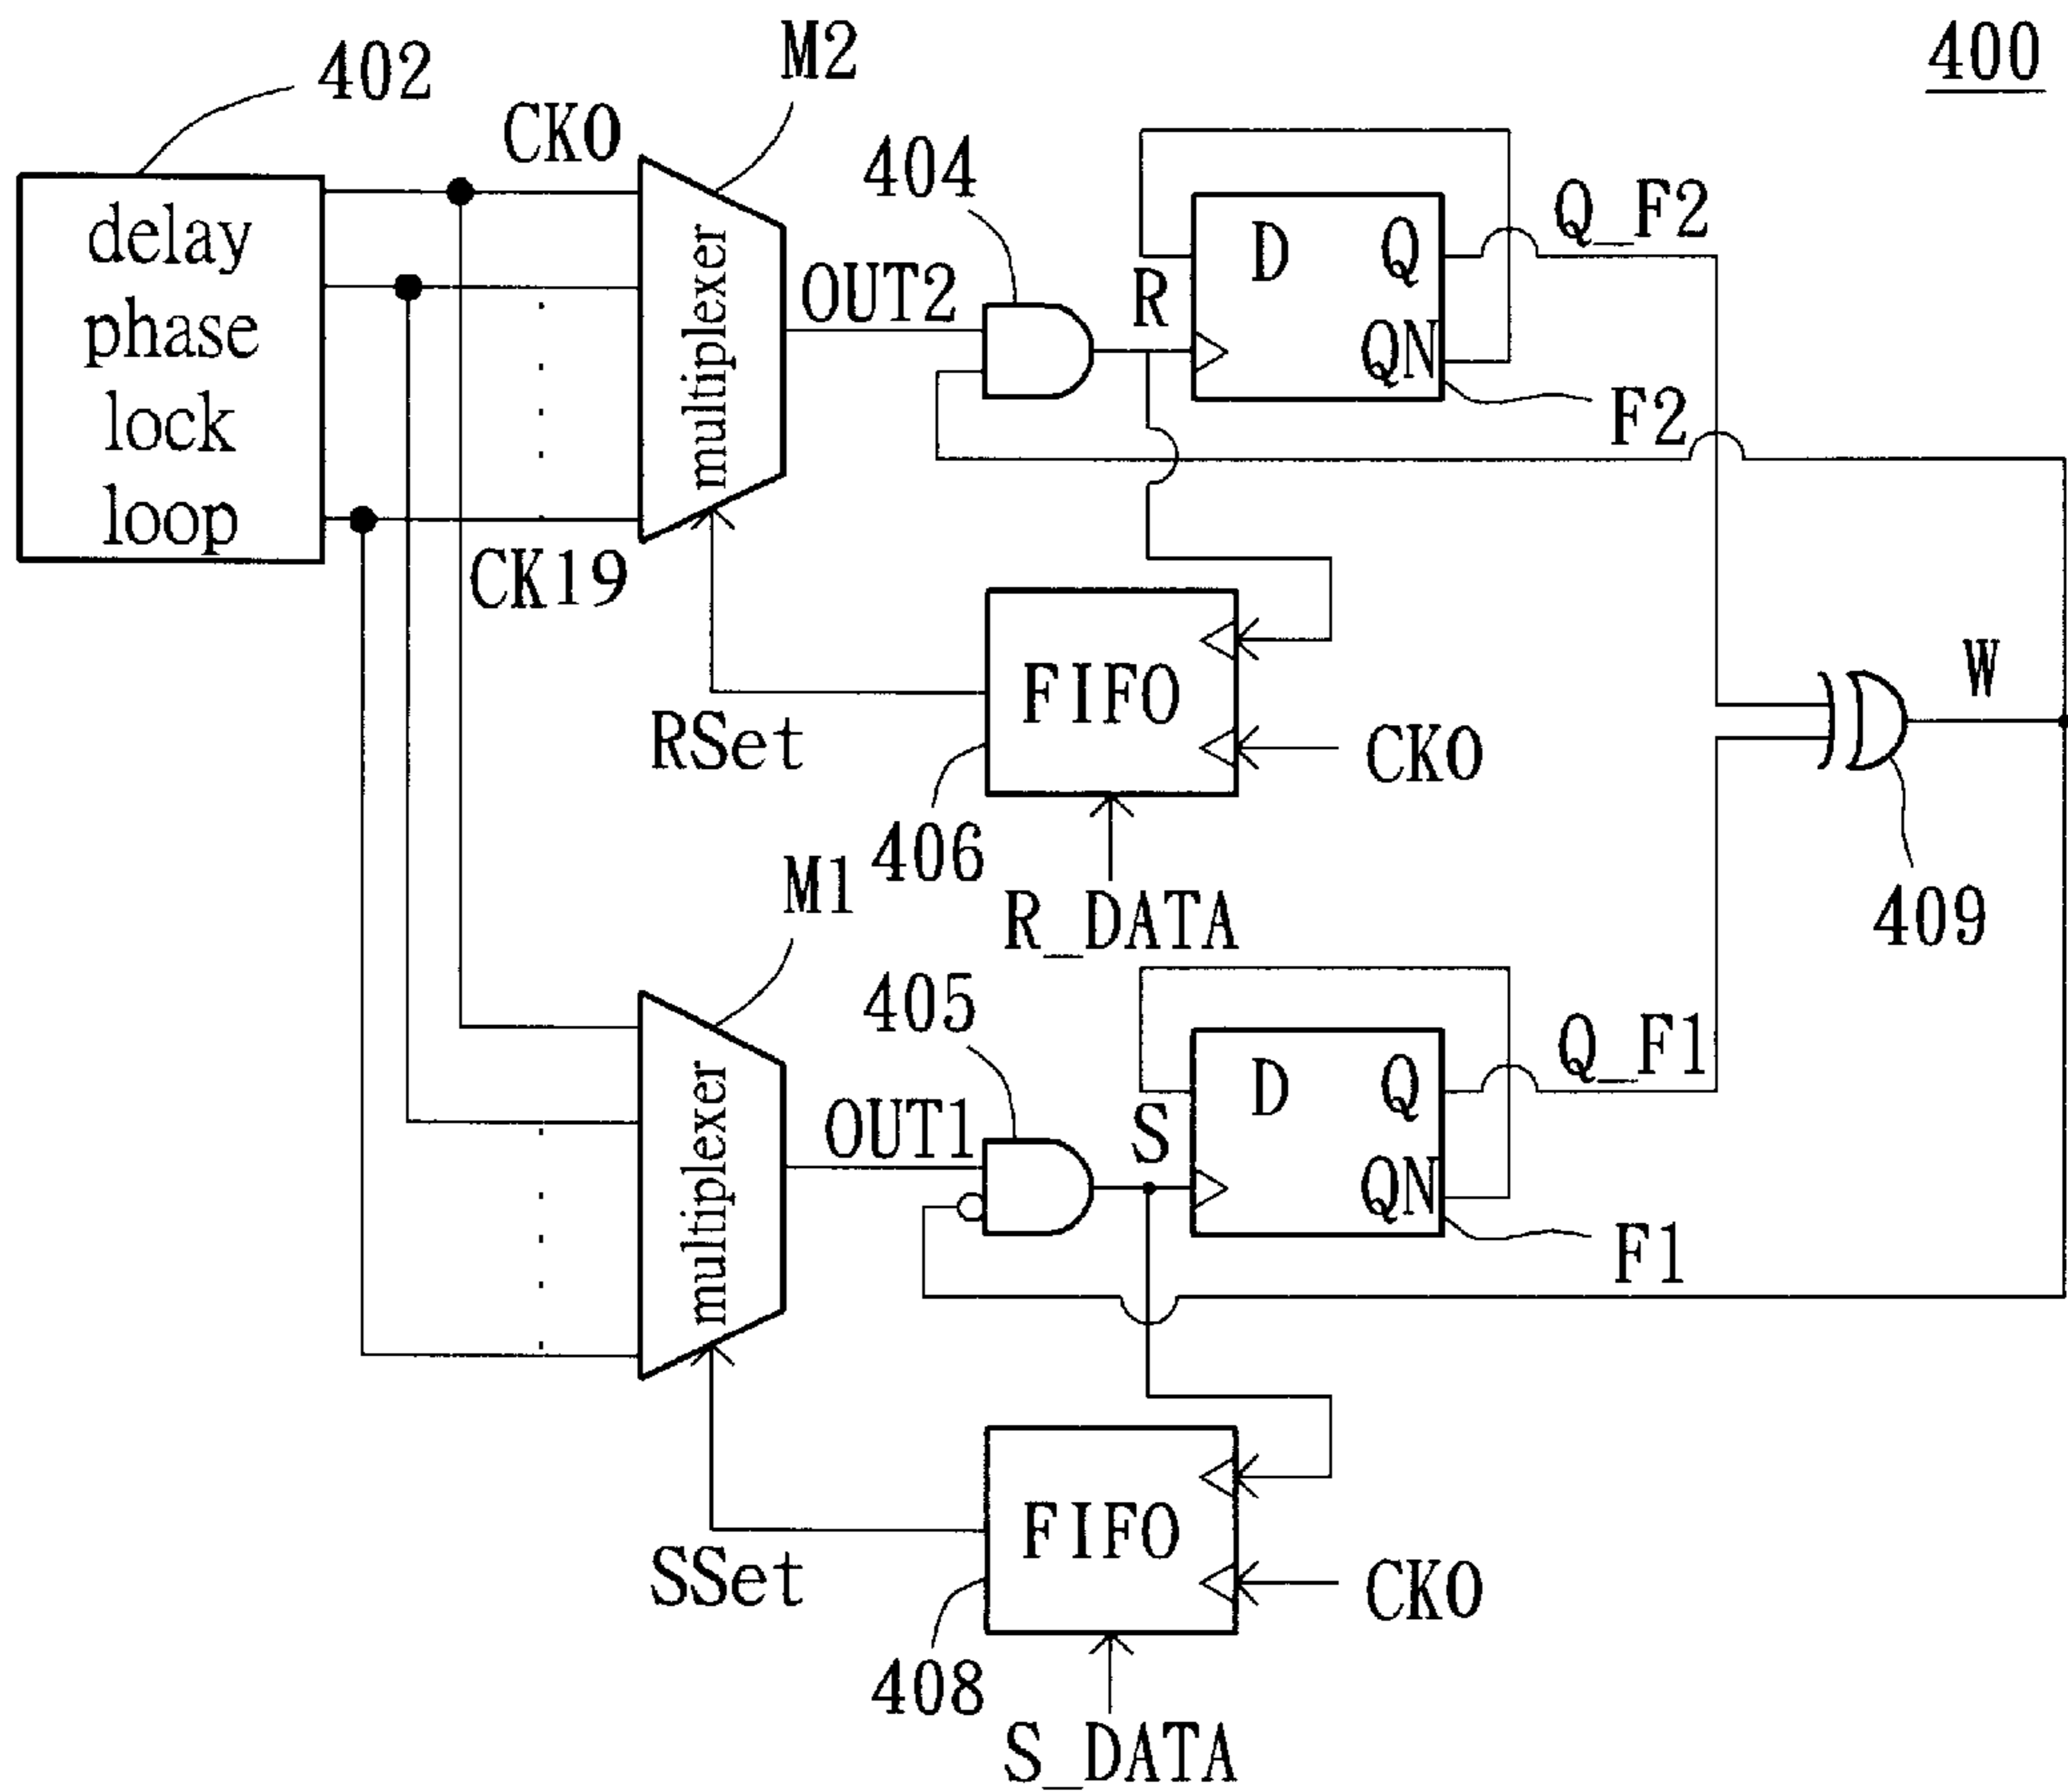 400
402
M2
CK0
404
Q_F2
delay
phase
lock
loop
multiplexer
OUT2
R
D
Q
QN
F2
CK19
FIFO
W
RSet
CK0
406
R_DATA
409
M1
405
Q_F1
multiplexer
OUT1
S
D
Q
QN
F1
FIFO
SSet
CK0
408
S_DATA